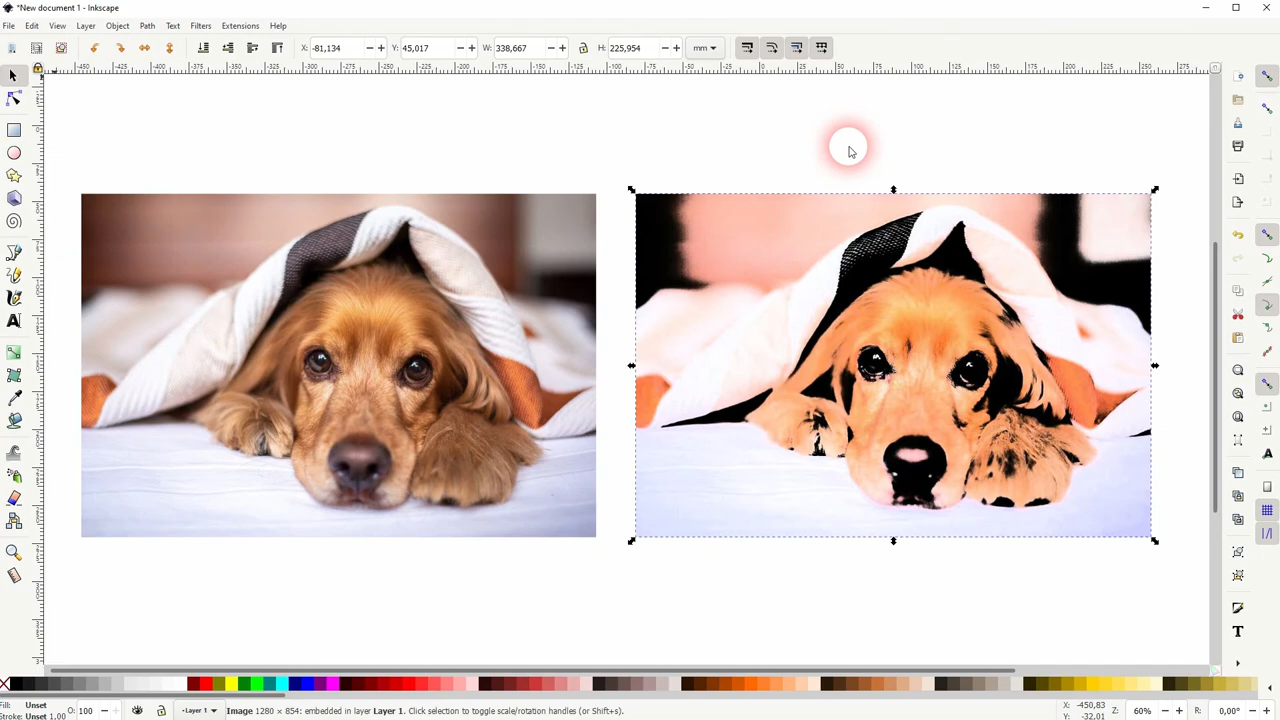 *New document 1 - Inkscape
File Edit View Layer Object Path Text Filters Extensions Help
X: -81,134 Y: 45,017 W: 338,667 H: 225,954 mm
Fill: Unset
Stroke: Unset 1,00
O: 100
Layer 1
Image 1280 × 854: embedded in layer Layer 1. Click selection to toggle scale/rotation handles (or Shift+s).
X: -450,83
Y: -32,01
Z: 60%
R: 0,00°